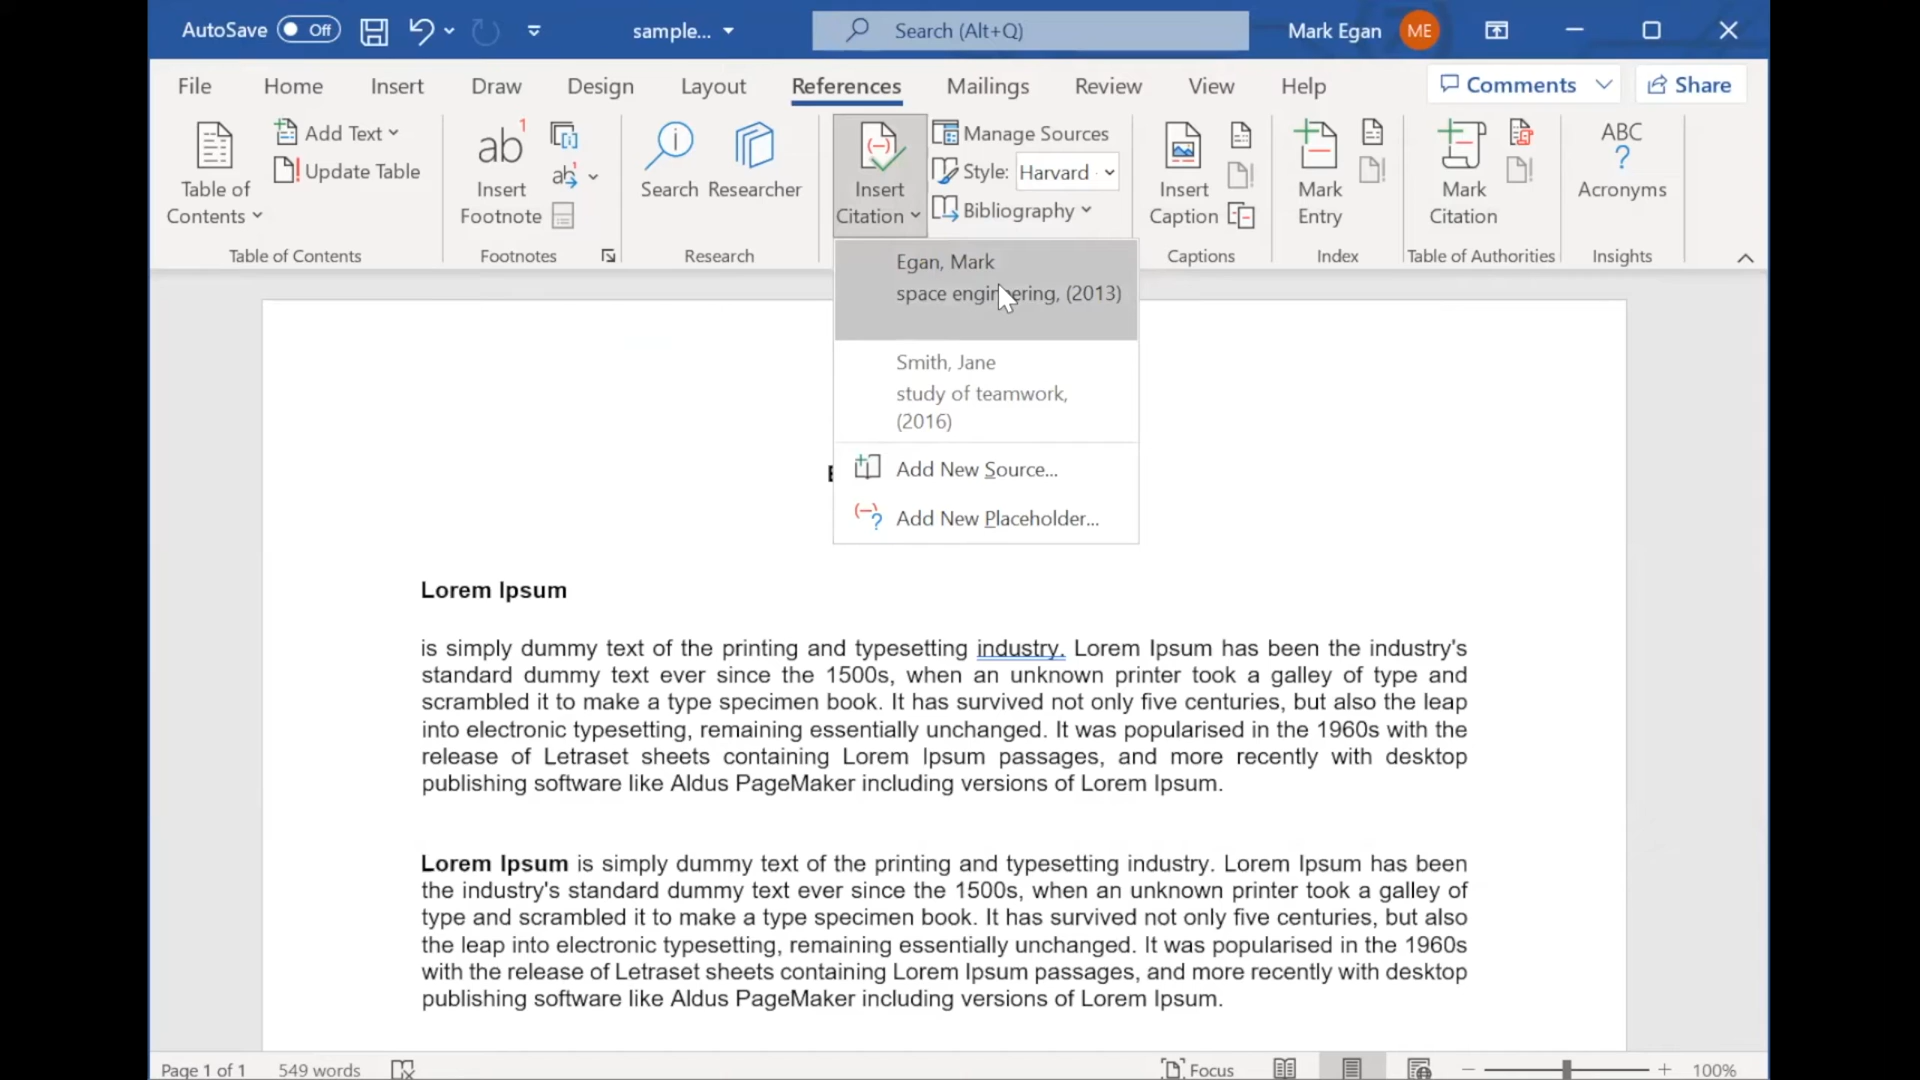 AutoSave Off sample... Search (Alt+Q) Mark Egan ME
File Home Insert Draw Design Layout References Mailings Review View Help Comments Share
Table of Contents
Add Text
Update Table
Table of Contents
ab1
Insert Footnote
ab1
Footnotes
Search
Researcher
Research
Insert Citation
Manage Sources
Style: Harvard
Bibliography
Insert Caption
Captions
Mark Entry
Index
Mark Citation
Table of Authorities
ABC
?
Acronyms
Insights
Egan, Mark
space engineering, (2013)
Smith, Jane
study of teamwork,
(2016)
Add New Source...
Add New Placeholder...
Lorem Ipsum
is simply dummy text of the printing and typesetting industry. Lorem Ipsum has been the industry's
standard dummy text ever since the 1500s, when an unknown printer took a galley of type and
scrambled it to make a type specimen book. It has survived not only five centuries, but also the leap
into electronic typesetting, remaining essentially unchanged. It was popularised in the 1960s with the
release of Letraset sheets containing Lorem Ipsum passages, and more recently with desktop
publishing software like Aldus PageMaker including versions of Lorem Ipsum.
Lorem Ipsum is simply dummy text of the printing and typesetting industry. Lorem Ipsum has been
the industry's standard dummy text ever since the 1500s, when an unknown printer took a galley of
type and scrambled it to make a type specimen book. It has survived not only five centuries, but also
the leap into electronic typesetting, remaining essentially unchanged. It was popularised in the 1960s
with the release of Letraset sheets containing Lorem Ipsum passages, and more recently with desktop
publishing software like Aldus PageMaker including versions of Lorem Ipsum.
Page 1 of 1 549 words Focus 100%